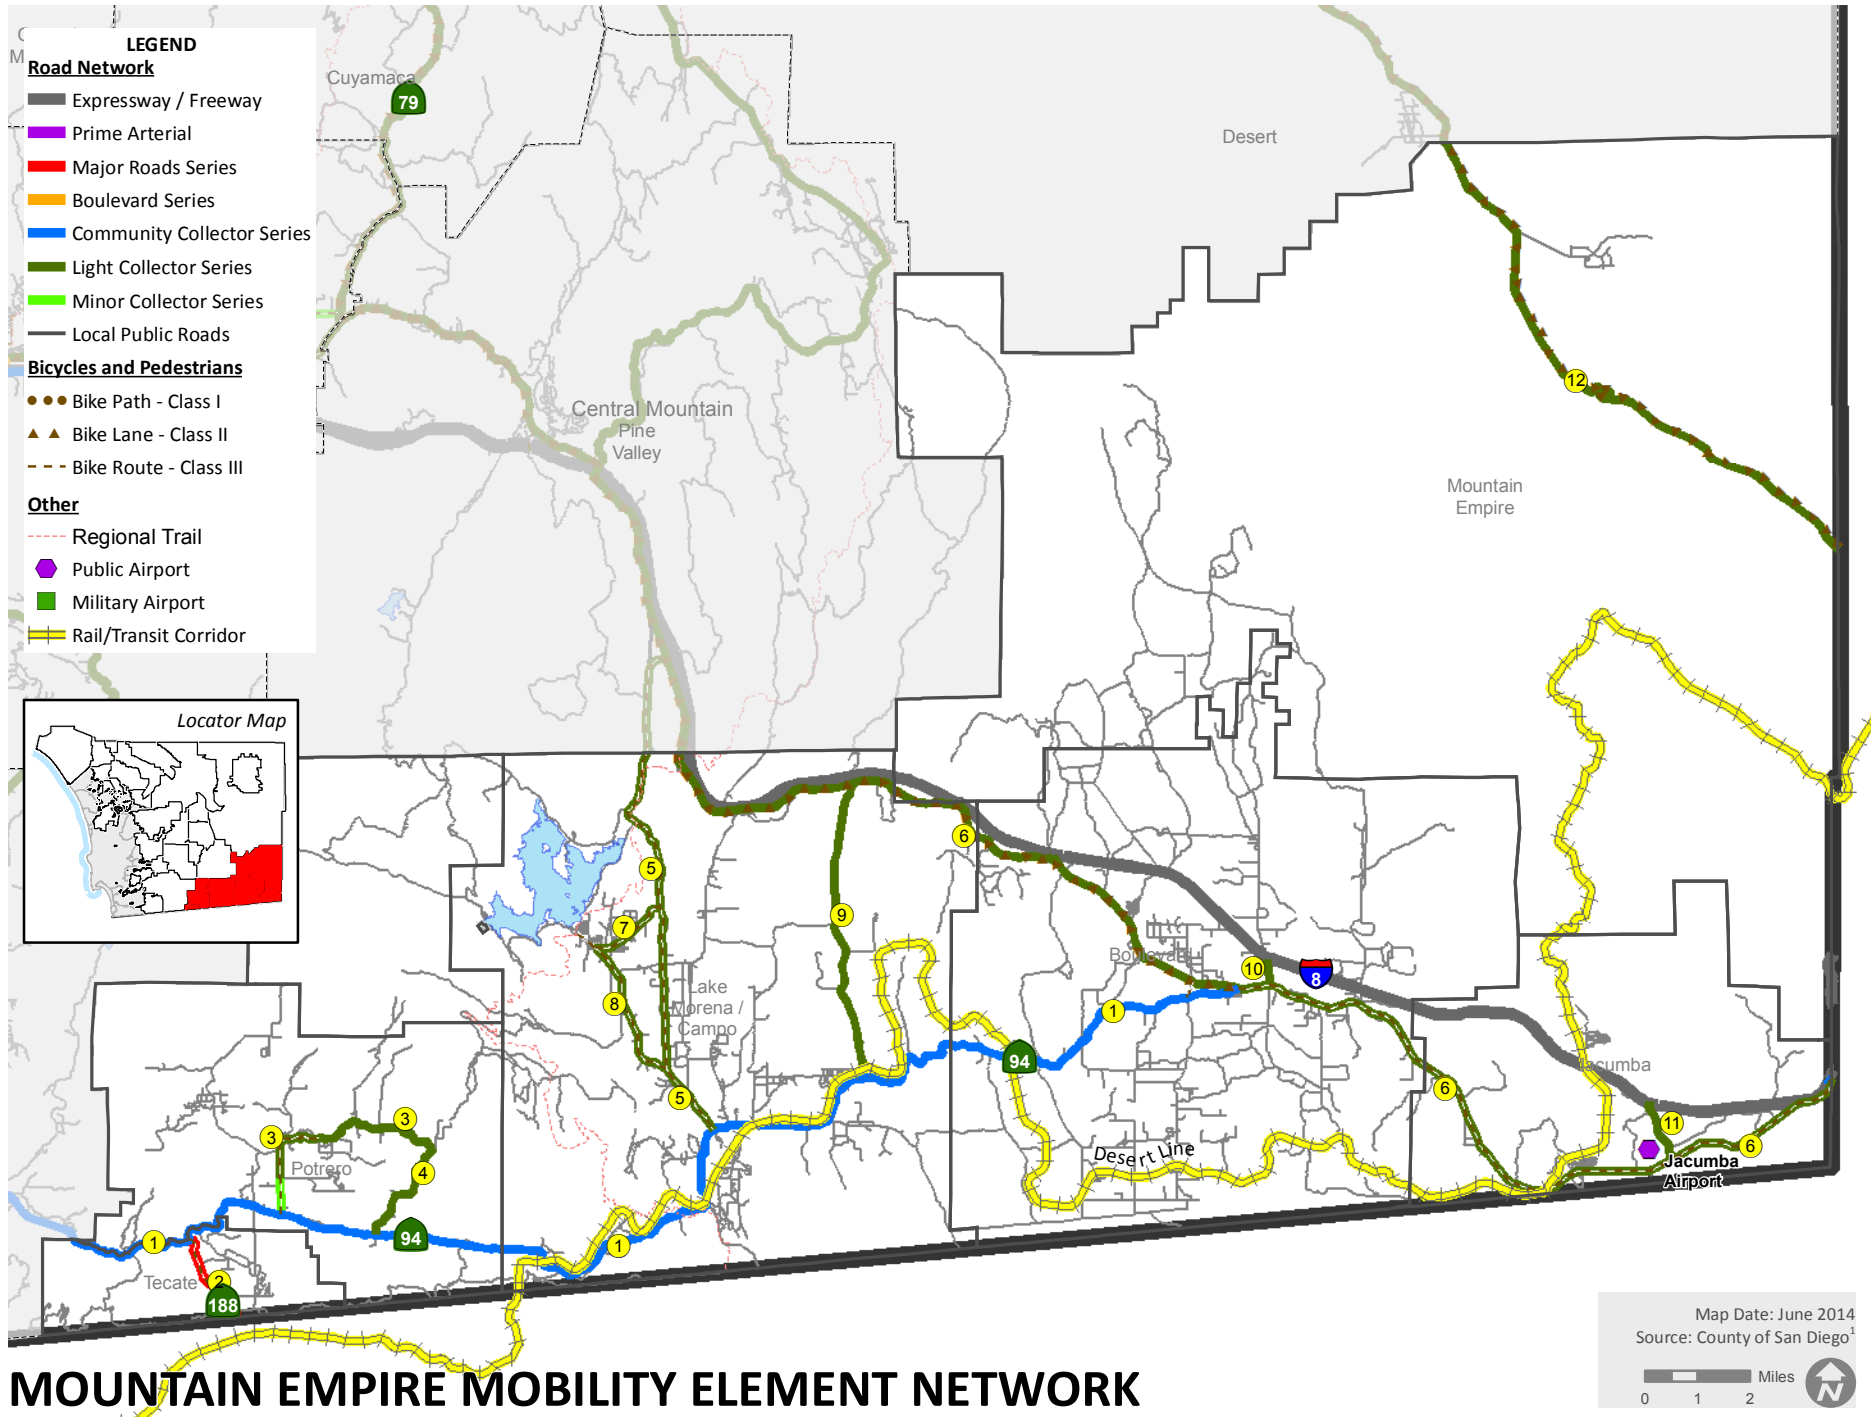 LEGEND
Road Network
Expressway / Freeway
Prime Arterial
Major Roads Series
Boulevard Series
Community Collector Series
Light Collector Series
Minor Collector Series
Local Public Roads
Bicycles and Pedestrians
Bike Path - Class I
Bike Lane - Class II
Bike Route - Class III
Other
Regional Trail
Public Airport
Military Airport
Rail/Transit Corridor
Locator Map
Cuyamaca
79
Desert
12
Central Mountain
Pine
Valley
Mountain
Empire
5
6
7
9
Boulevard
10
8
8
Lake
Morena /
Campo
1
94
Jacumba
5
6
3
3
11
6
Potrero
4
Desert Line
Jacumba
Airport
94
1
1
Tecate
2
188
Map Date: June 2014
Source: County of San Diego1
Miles
0 1 2
N
MOUNTAIN EMPIRE MOBILITY ELEMENT NETWORK